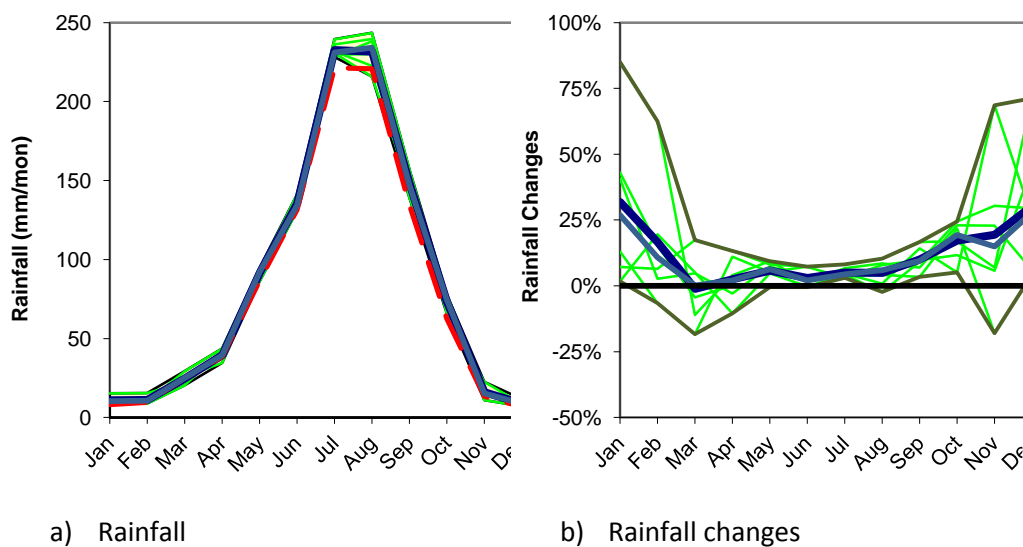 250
200
150
100
50
0
Rainfall (mm/mon)
Jan Feb Mar Apr May Jun Jul Aug Sep Oct Nov De
a) Rainfall
100%
75%
50%
25%
0%
-25%
-50%
Rainfall Changes
Jan Feb Mar Apr May Jun Jul Aug Sep Oct Nov De
b) Rainfall changes